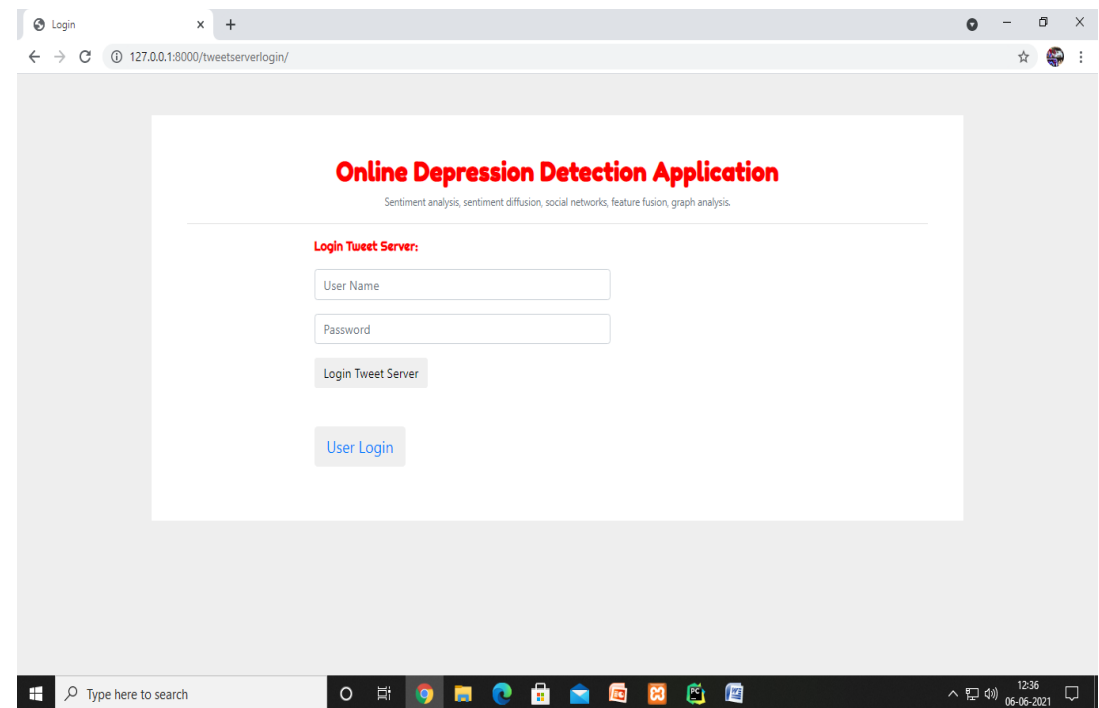 Login
127.0.0.1:8000/tweetserverlogin/
Online Depression Detection Application
Sentiment analysis, sentiment diffusion, social networks, feature fusion, graph analysis.
Login Tweet Server:
User Name
Password
Login Tweet Server
User Login
Type here to search
12:36
06-06-2021